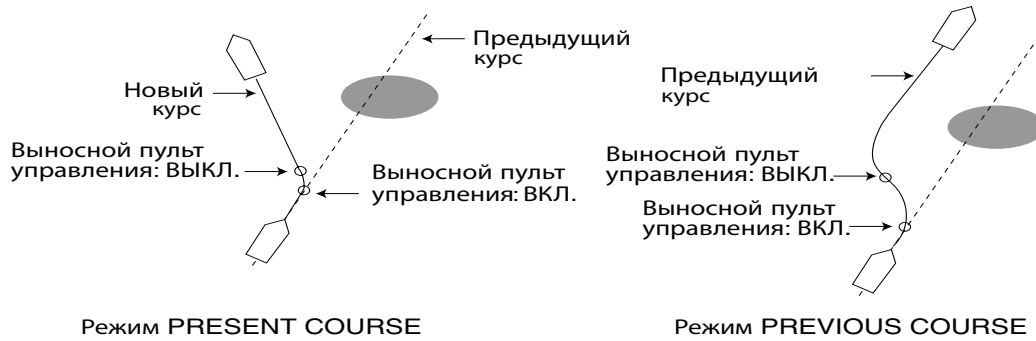 Предыдущий
курс
Новый
курс
Выносной пульт
управления: ВЫКЛ.
Выносной пульт
управления: ВКЛ.
Режим PRESENT COURSE
Предыдущий
курс
Выносной пульт
управления: ВЫКЛ.
Выносной пульт
управления: ВКЛ.
Режим PREVIOUS COURSE